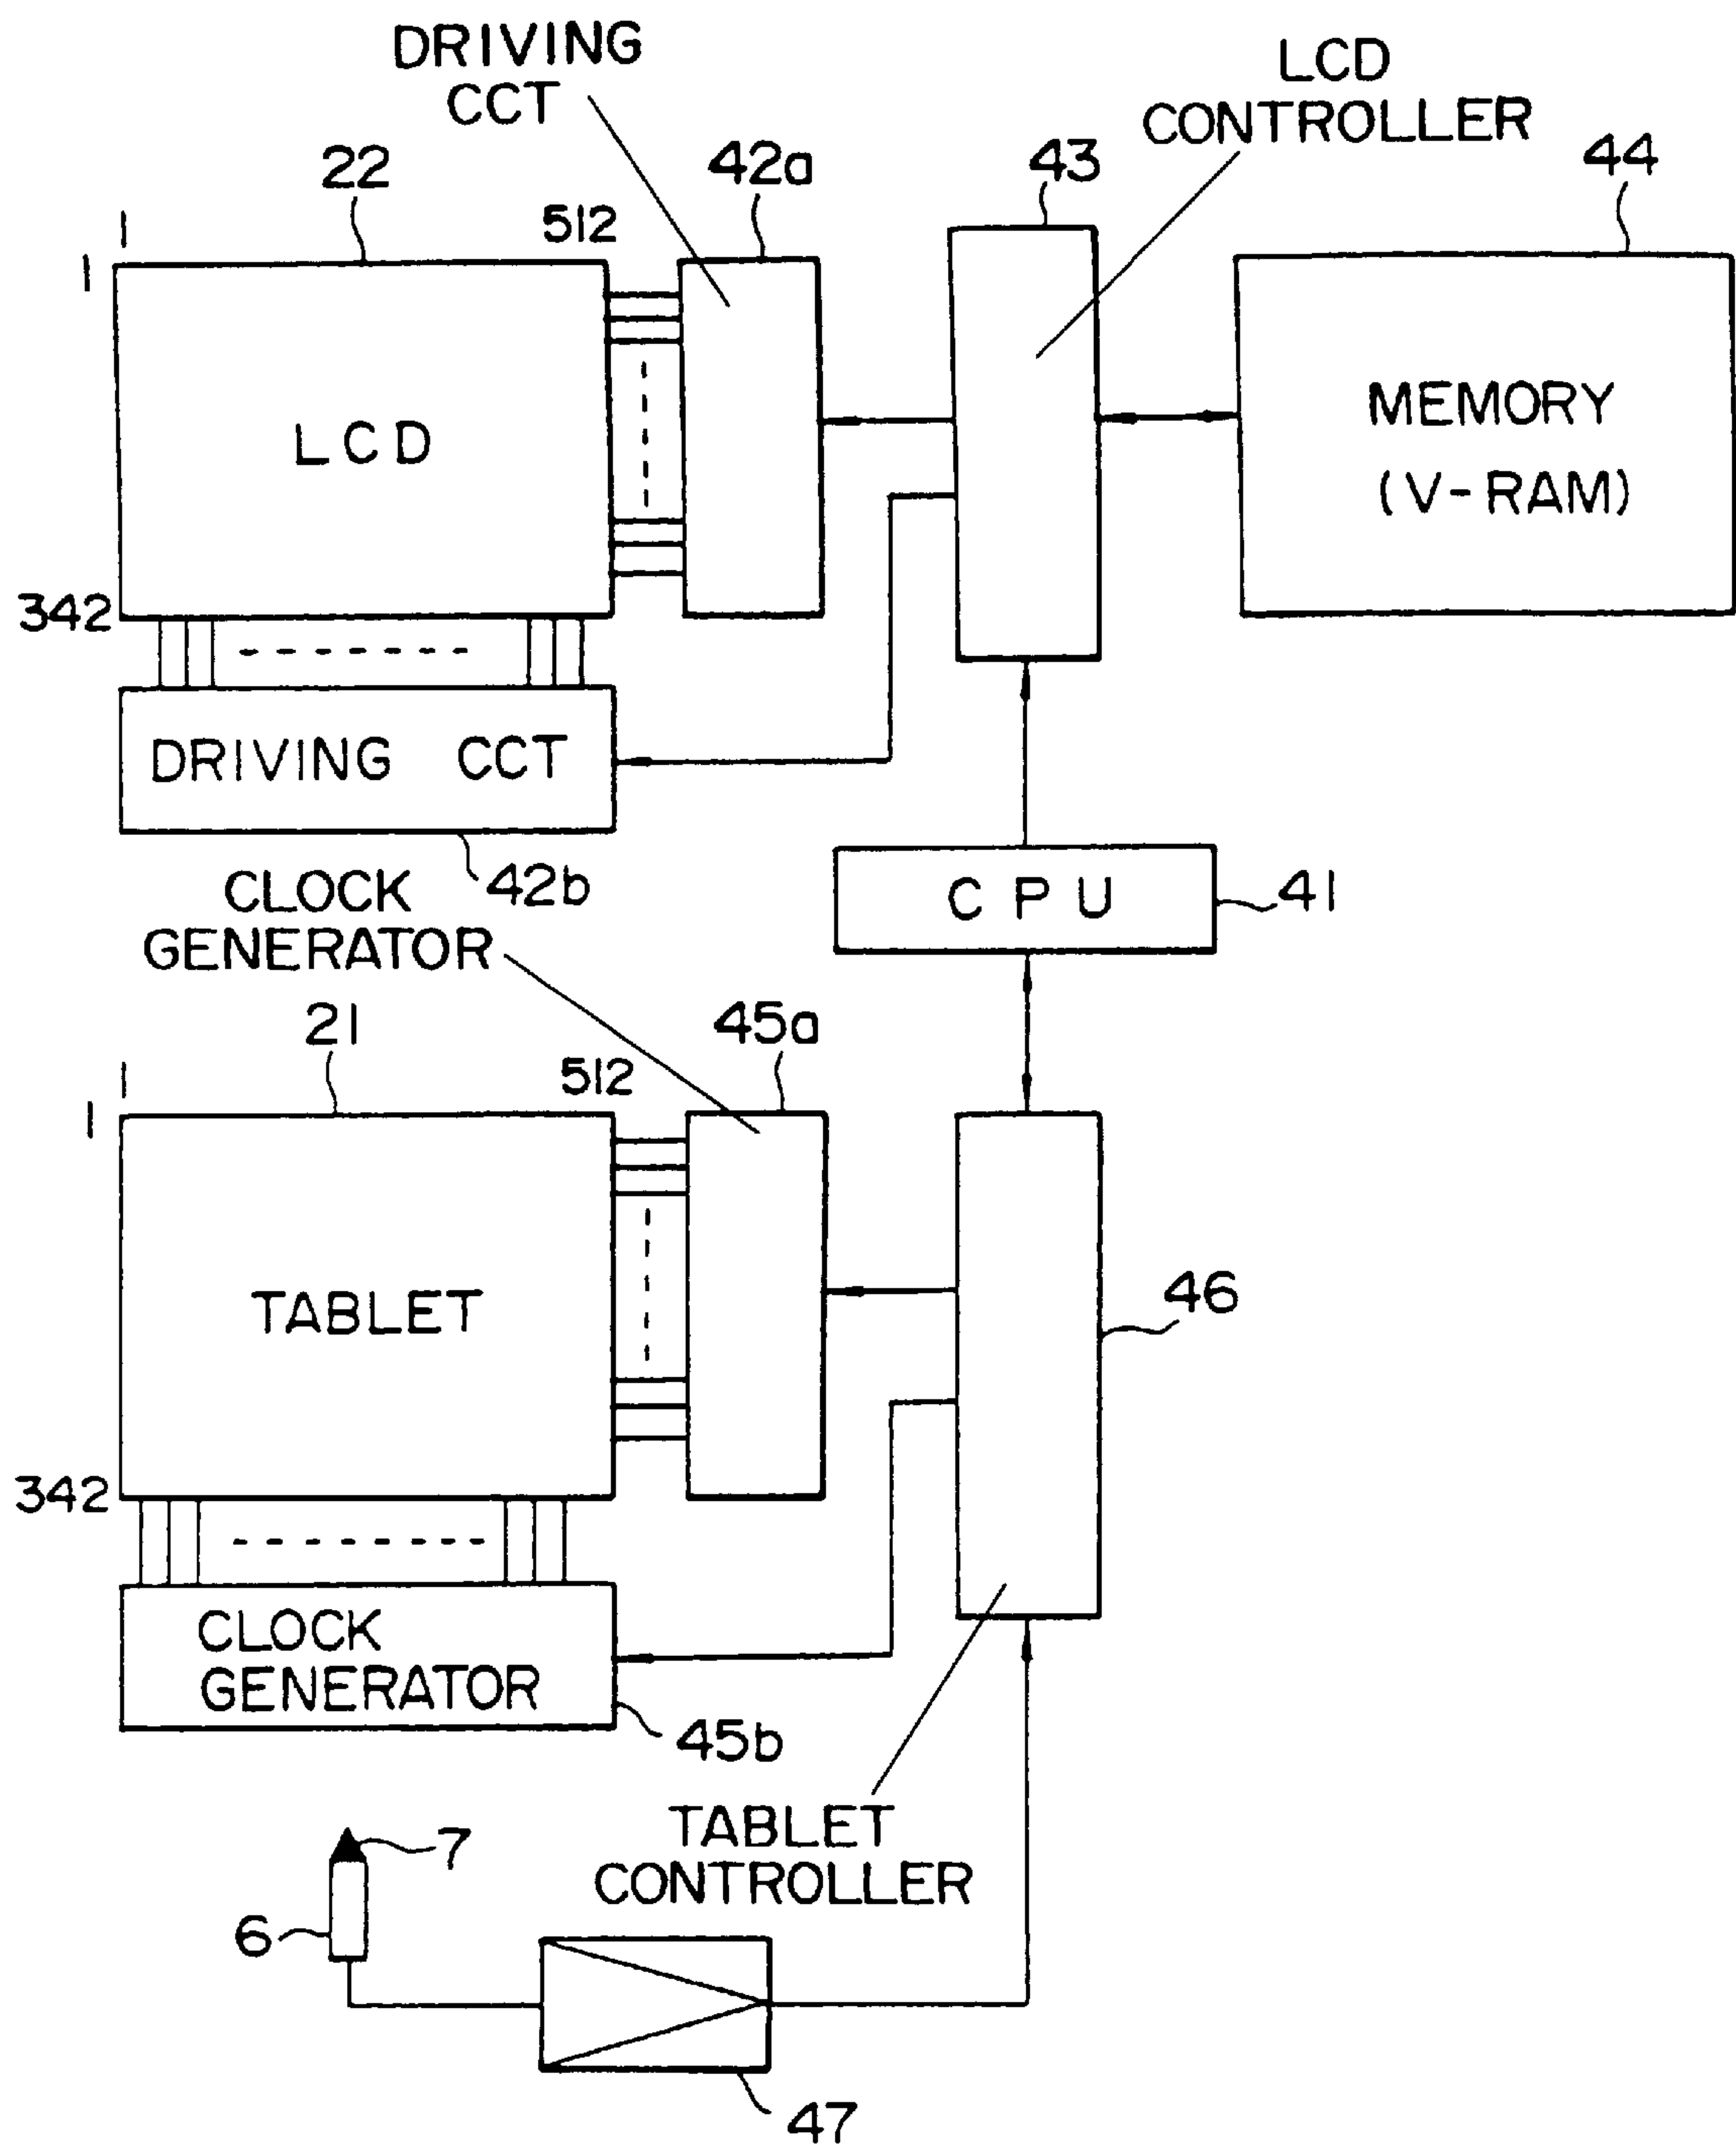 DRIVING
CCT
LCD
CONTROLLER
22
42a
43
44
1
512
1
LCD
MEMORY
(V-RAM)
342
DRIVING CCT
42b
CPU
41
CLOCK
GENERATOR
21
45a
1
512
1
TABLET
46
342
CLOCK
GENERATOR
45b
TABLET
CONTROLLER
7
6
47